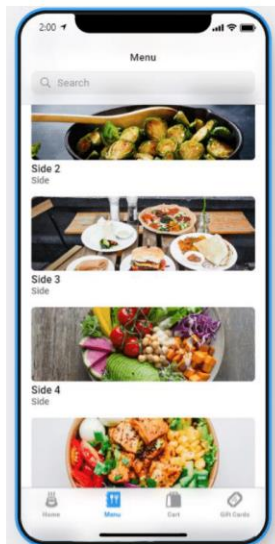 2:00
Menu
Search
Side 2
Side
Side 3
Side
Side 4
Side
Home
Menu
Cart
Gift Cards